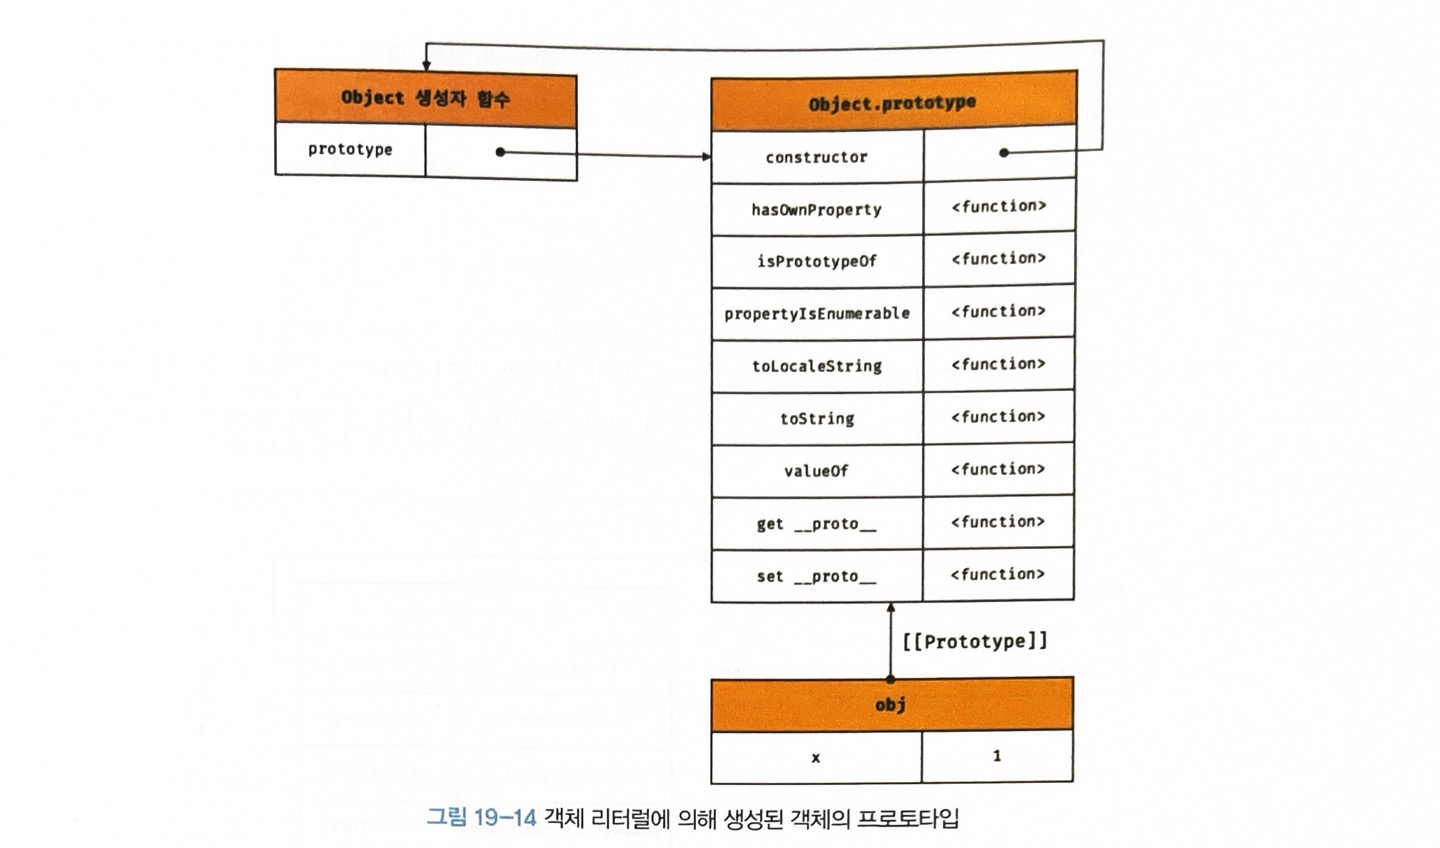 Object 생성자 함수
prototype
Object.prototype
constructor
hasOwnProperty <function>
isPrototypeOf <function>
propertyIsEnumerable <function>
toLocaleString <function>
toString <function>
valueOf <function>
get __proto__ <function>
set __proto__ <function>
[[Prototype]]
obj
x 1
그림 19-14 객체 리터럴에 의해 생성된 객체의 프로토타입